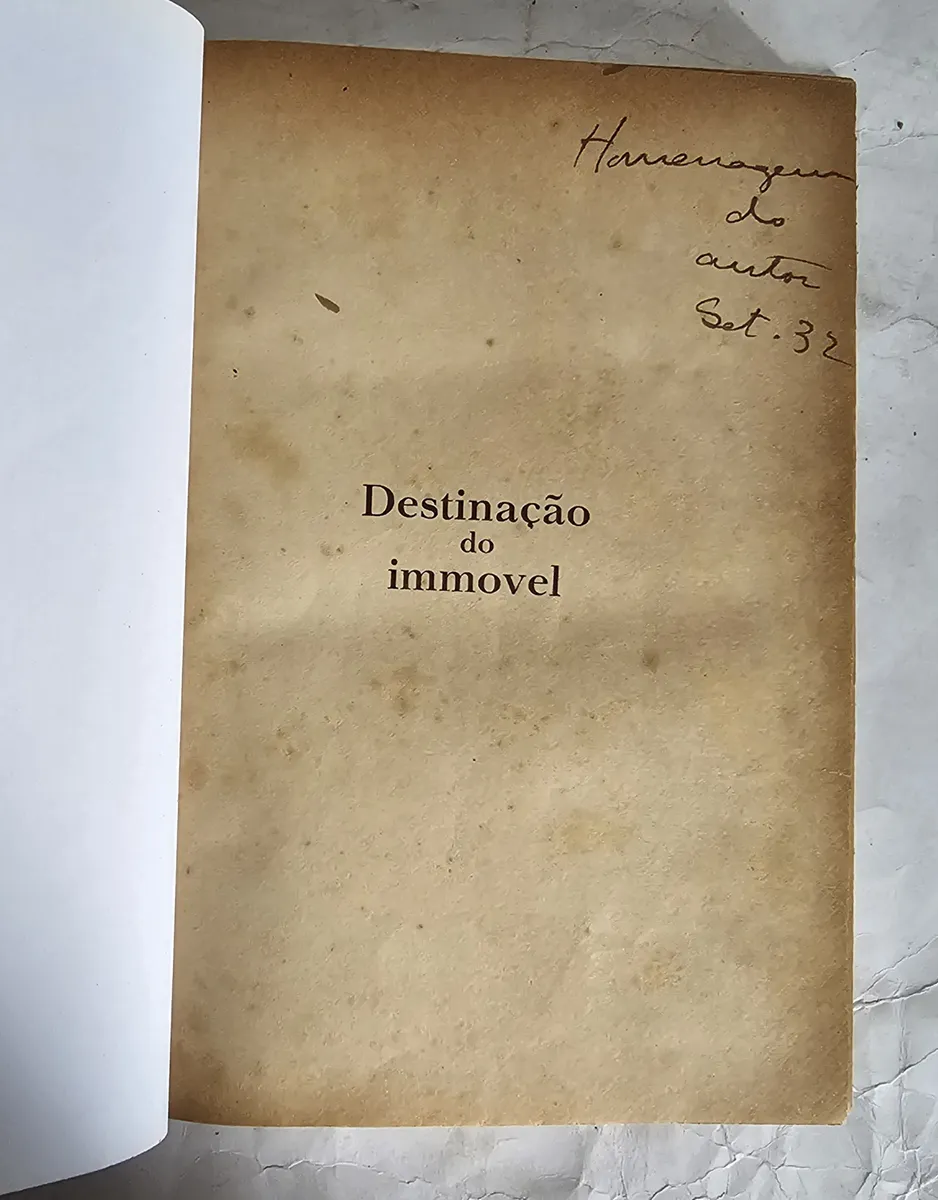 Homenagem
do
autor
Set. 32
Destinação
do
immovel